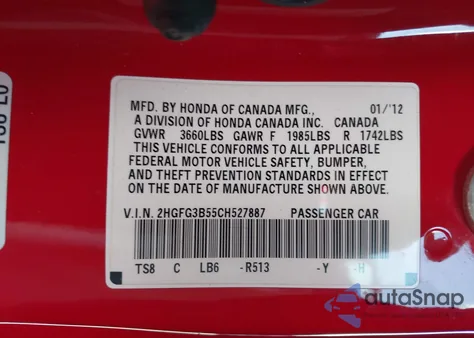 MFD. BY HONDA OF CANADA MFG., 01/'12
A DIVISION OF HONDA CANADA INC. CANADA
GVWR 3660LBS GAWR F 1985LBS R 1742LBS
THIS VEHICLE CONFORMS TO ALL APPLICABLE
FEDERAL MOTOR VEHICLE SAFETY, BUMPER,
AND THEFT PREVENTION STANDARDS IN EFFECT
ON THE DATE OF MANUFACTURE SHOWN ABOVE.
V.I.N. 2HGFG3B55CH527887 PASSENGER CAR
TS8 C LB6 -R513 -Y -H
autoSnap